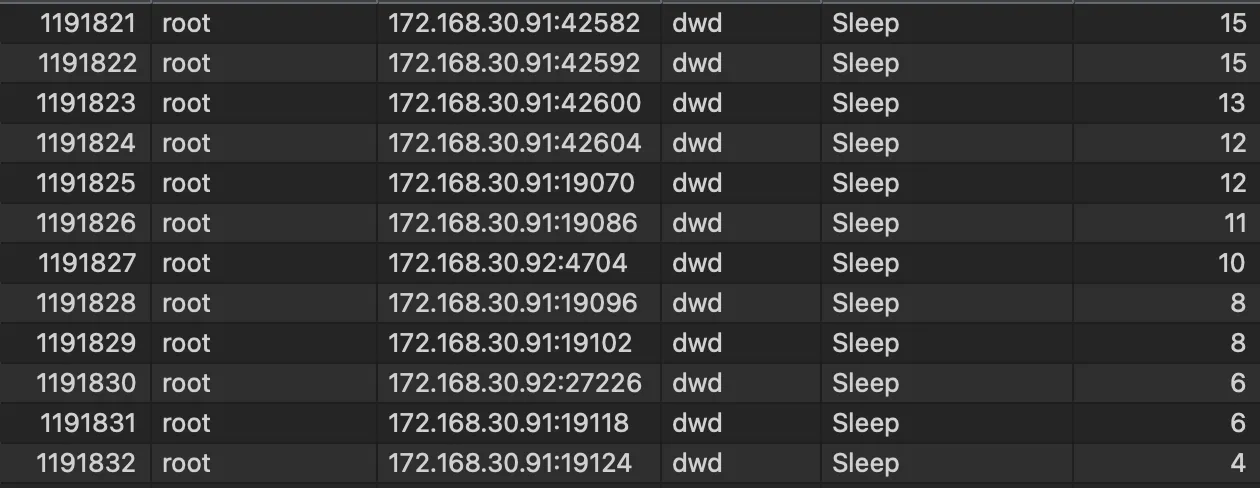 1191821 root 172.168.30.91:42582 dwd Sleep 15
1191822 root 172.168.30.91:42592 dwd Sleep 15
1191823 root 172.168.30.91:42600 dwd Sleep 13
1191824 root 172.168.30.91:42604 dwd Sleep 12
1191825 root 172.168.30.91:19070 dwd Sleep 12
1191826 root 172.168.30.91:19086 dwd Sleep 11
1191827 root 172.168.30.92:4704 dwd Sleep 10
1191828 root 172.168.30.91:19096 dwd Sleep 8
1191829 root 172.168.30.91:19102 dwd Sleep 8
1191830 root 172.168.30.92:27226 dwd Sleep 6
1191831 root 172.168.30.91:19118 dwd Sleep 6
1191832 root 172.168.30.91:19124 dwd Sleep 4